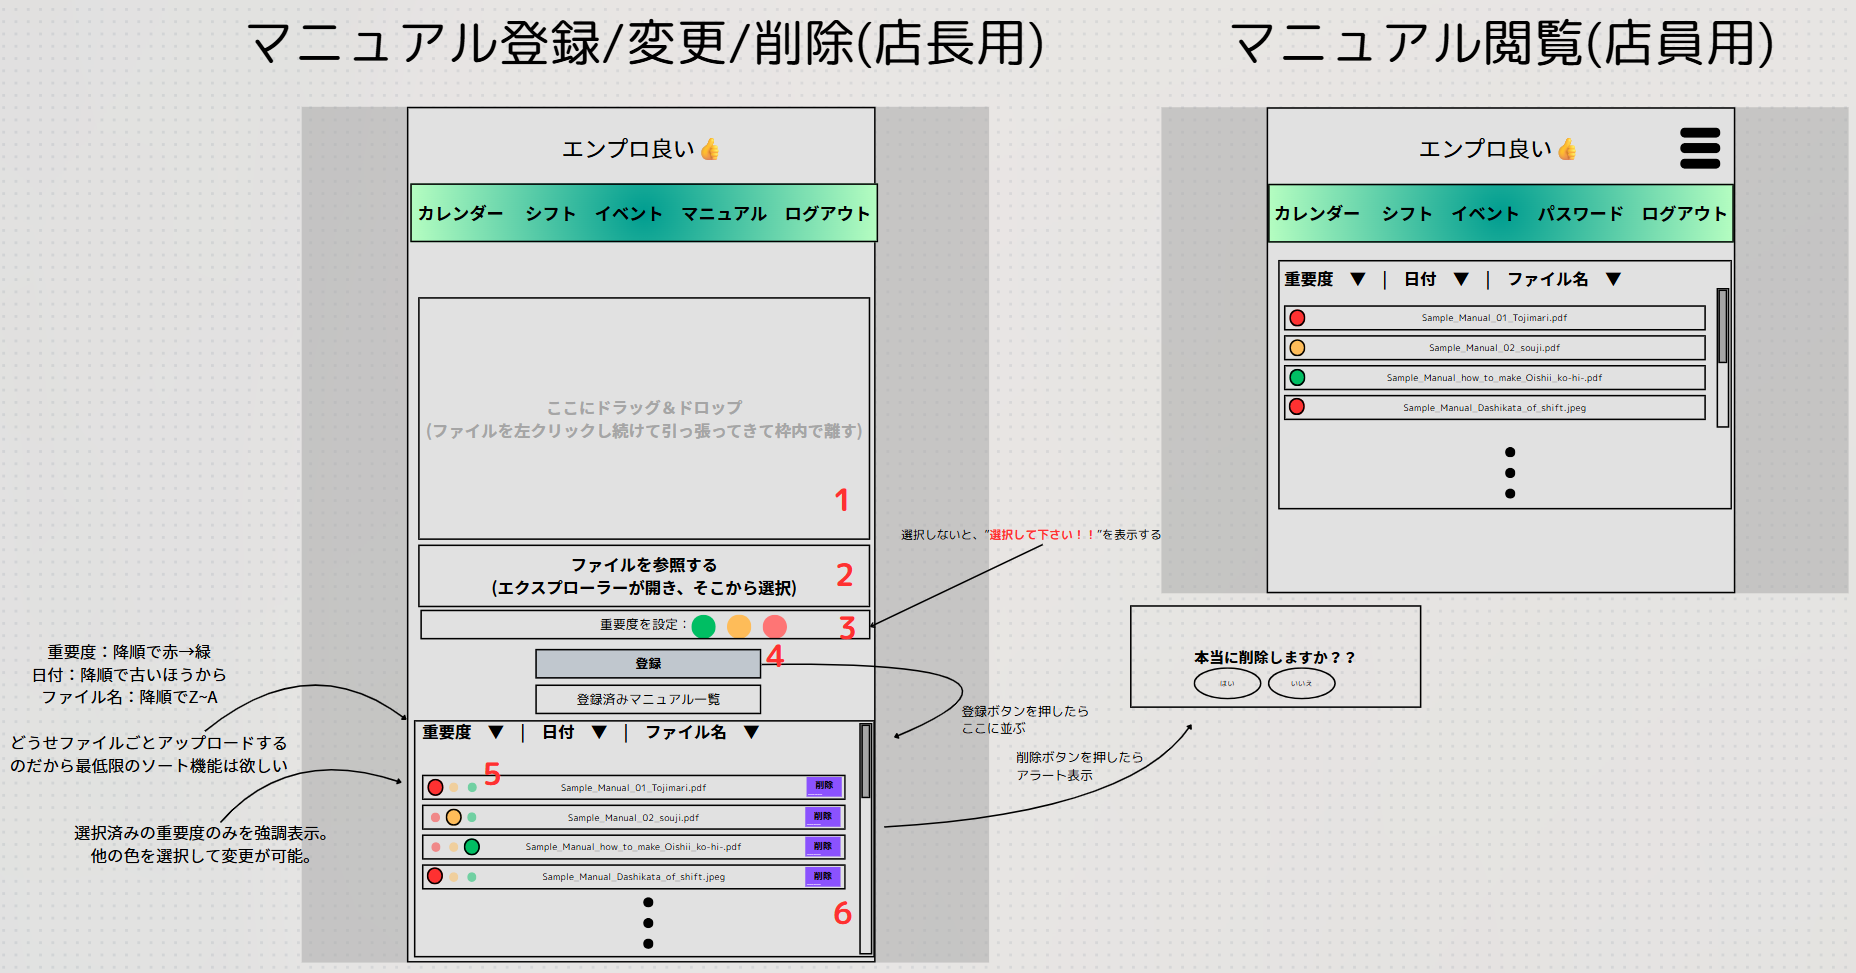 マニュアル登録/変更/削除(店長用)
エンプロ良い👍
カレンダー シフト イベント マニュアル ログアウト
ここにドラッグ＆ドロップ
(ファイルを左クリックし続けて引っ張ってきて枠内で離す)
1
ファイルを参照する
(エクスプローラーが開き、そこから選択)
2
重要度を設定：
3
選択しないと、"選択して下さい！！"を表示する
登録
4
登録済みマニュアル一覧
登録ボタンを押したら
ここに並ぶ
重要度 ▼ | 日付 ▼ | ファイル名 ▼
5
Sample_Manual_01_Tojimari.pdf 削除
Sample_Manual_02_souji.pdf 削除
Sample_Manual_how_to_make_Oishii_ko-hi-.pdf 削除
Sample_Manual_Dashikata_of_shift.jpeg 削除
6
重要度：降順で赤→緑
日付：降順で古いほうから
ファイル名：降順でZ~A
どうせファイルごとアップロードする
のだから最低限のソート機能は欲しい
選択済みの重要度のみを強調表示。
他の色を選択して変更が可能。
削除ボタンを押したら
アラート表示
マニュアル閲覧(店員用)
エンプロ良い👍
カレンダー シフト イベント パスワード ログアウト
重要度 ▼ | 日付 ▼ | ファイル名 ▼
Sample_Manual_01_Tojimari.pdf
Sample_Manual_02_souji.pdf
Sample_Manual_how_to_make_Oishii_ko-hi-.pdf
Sample_Manual_Dashikata_of_shift.jpeg
本当に削除しますか？？
はい いいえ